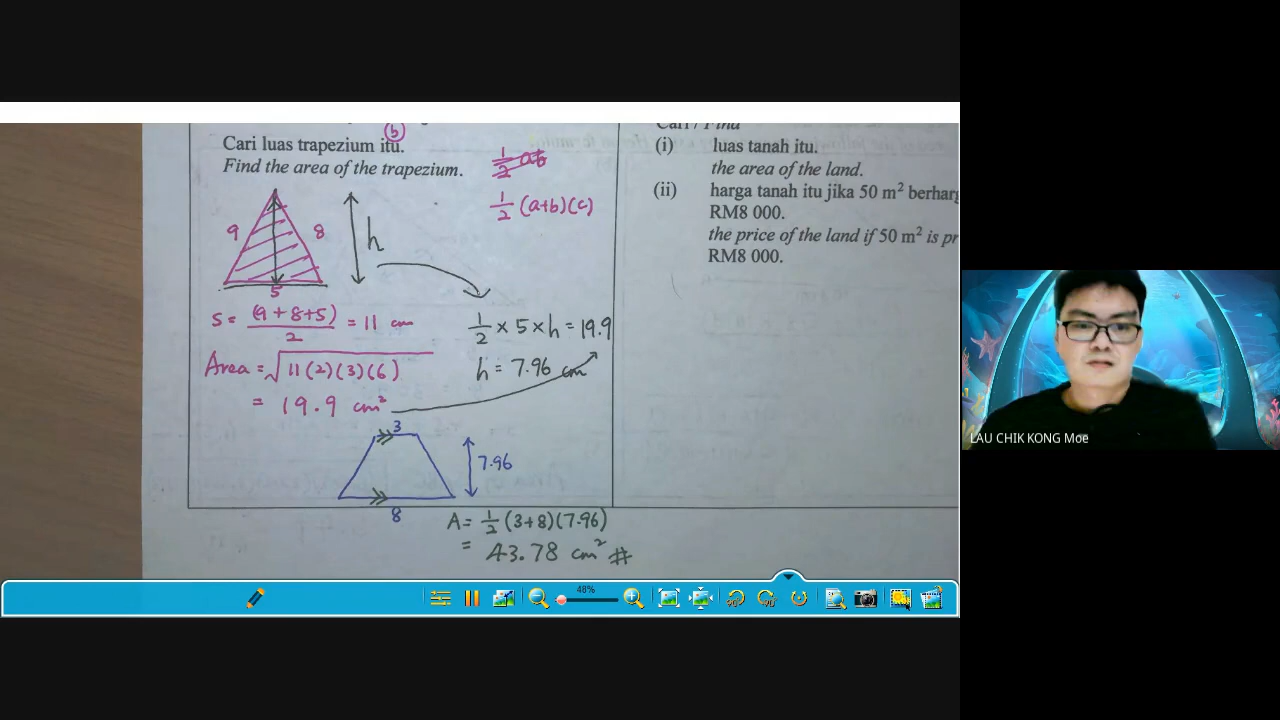 b
Cari luas trapezium itu.
Find the area of the trapezium.
1/2 ab
1/2 (a+b)(c)
9
8
h
5
S = (9+8+5)/2 = 11 cm
1/2 × 5 × h = 19.9
h = 7.96 cm
Area = √11(2)(3)(6)
= 19.9 cm²
3
7.96
8
A = 1/2 (3+8)(7.96)
= 43.78 cm² #
Cari / Find
(i) luas tanah itu.
the area of the land.
(ii) harga tanah itu jika 50 m²
RM8 000.
the price of the land if 50 m² is
RM8 000.
48%
LAU CHIK KONG Moe